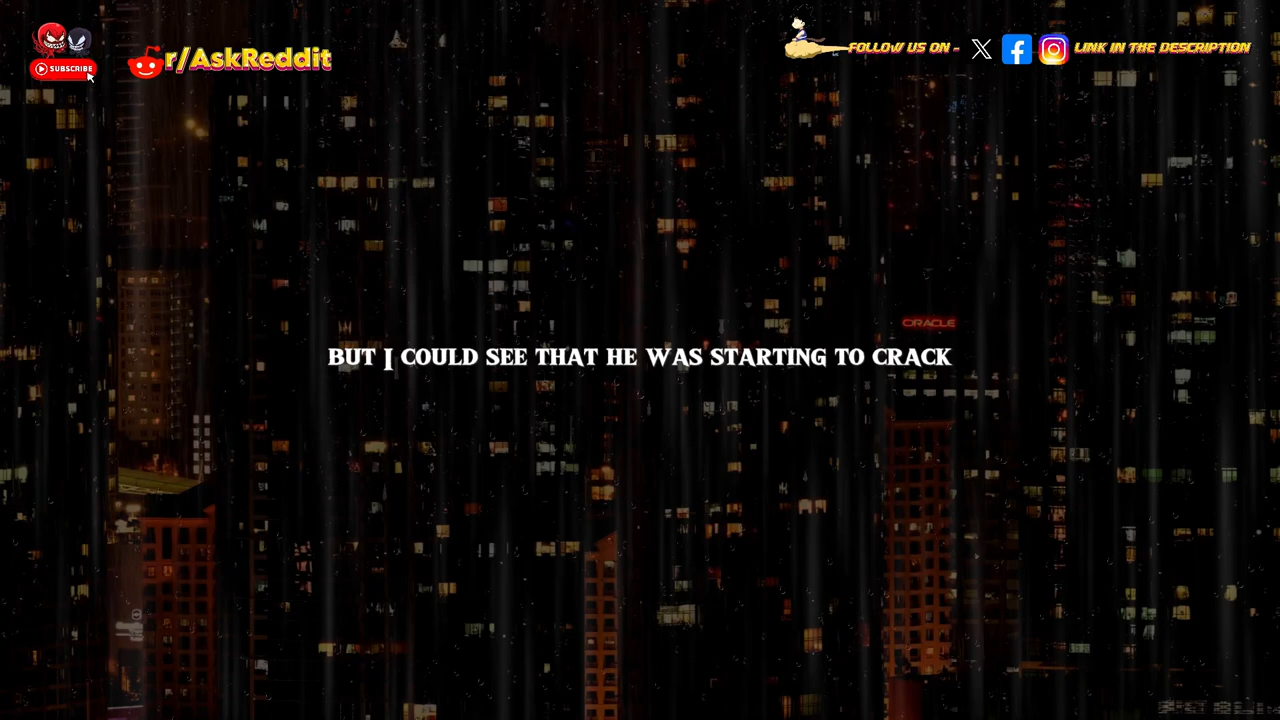 SUBSCRIBE
r/AskReddit
FOLLOW US ON -
LINK IN THE DESCRIPTION
ORACLE
BUT I COULD SEE THAT HE WAS STARTING TO CRACK